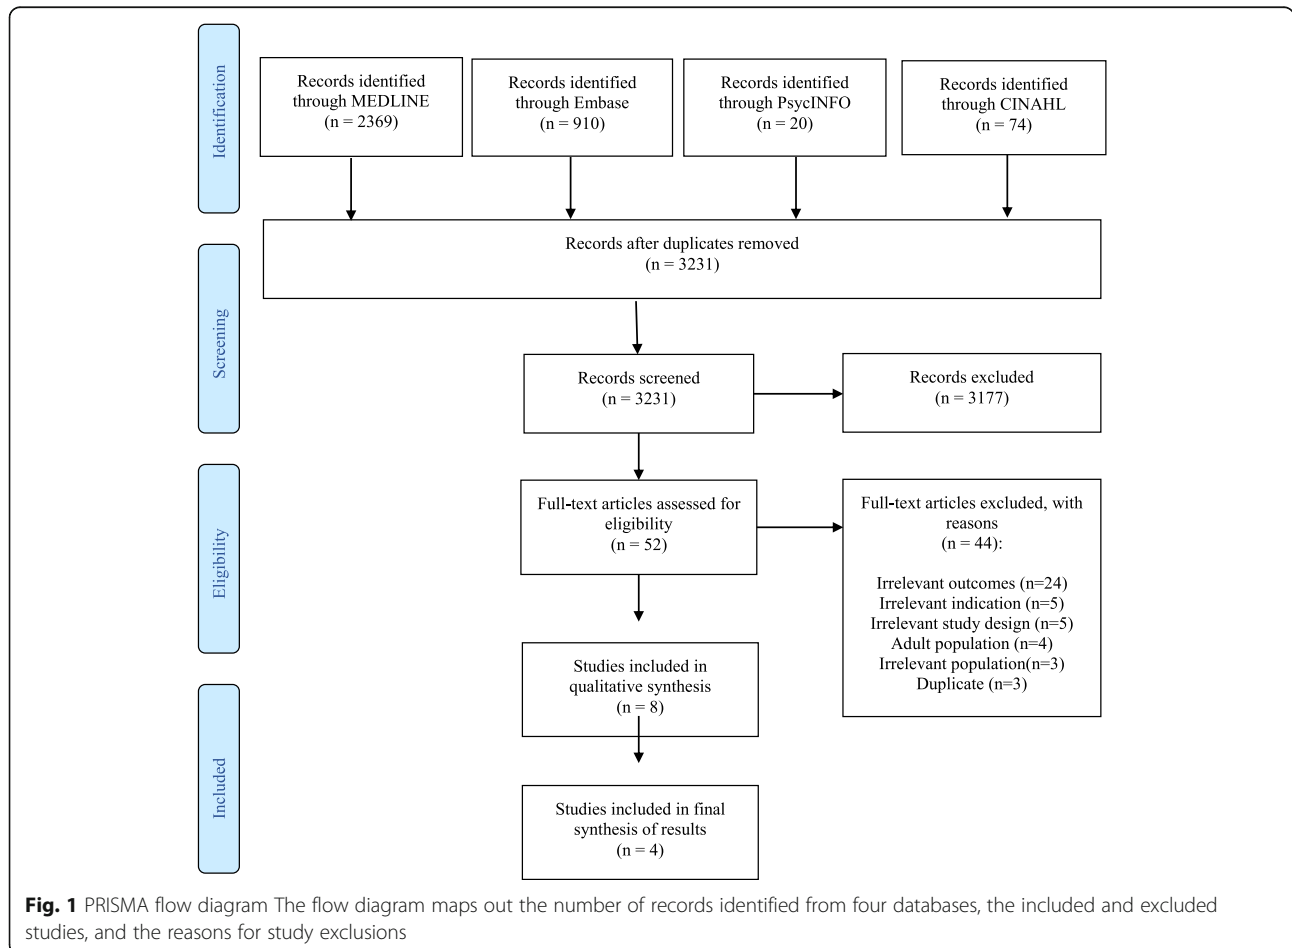 Identification
Records identified
through MEDLINE
(n = 2369)
Records identified
through Embase
(n = 910)
Records identified
through PsycINFO
(n = 20)
Records identified
through CINAHL
(n = 74)
Screening
Records after duplicates removed
(n = 3231)
Records screened
(n = 3231)
Records excluded
(n = 3177)
Eligibility
Full-text articles assessed for
eligibility
(n = 52)
Full-text articles excluded, with
reasons
(n = 44):
Irrelevant outcomes (n=24)
Irrelevant indication (n=5)
Irrelevant study design (n=5)
Adult population (n=4)
Irrelevant population(n=3)
Duplicate (n=3)
Studies included in
qualitative synthesis
(n = 8)
Included
Studies included in final
synthesis of results
(n = 4)
Fig. 1 PRISMA flow diagram The flow diagram maps out the number of records identified from four databases, the included and excluded
studies, and the reasons for study exclusions